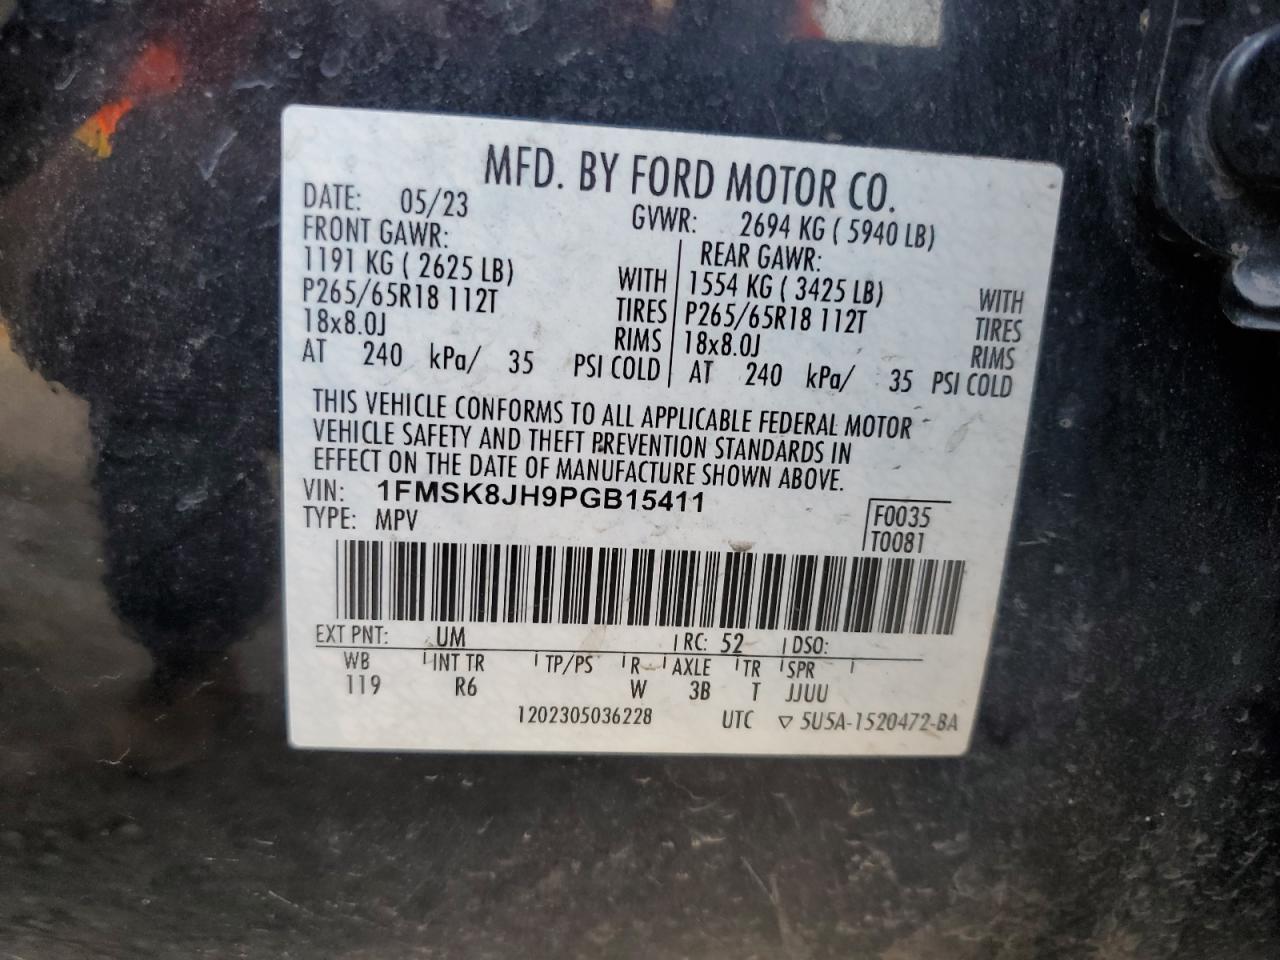 MFD. BY FORD MOTOR CO.
DATE: 05/23 GVWR: 2694 KG ( 5940 LB)
FRONT GAWR: REAR GAWR:
1191 KG ( 2625 LB) WITH 1554 KG ( 3425 LB) WITH
P265/65R18 112T TIRES P265/65R18 112T TIRES
18x8.0J RIMS 18x8.0J RIMS
AT 240 kPa/ 35 PSI COLD AT 240 kPa/ 35 PSI COLD
THIS VEHICLE CONFORMS TO ALL APPLICABLE FEDERAL MOTOR
VEHICLE SAFETY AND THEFT PREVENTION STANDARDS IN
EFFECT ON THE DATE OF MANUFACTURE SHOWN ABOVE.
VIN: 1FMSK8JH9PGB15411
TYPE: MPV
F0035
T0081
EXT PNT: UM RC: 52 DSO:
WB INT TR TP/PS R AXLE TR SPR
119 R6 W 3B T JJUU
1202305036228 UTC ▽ 5U5A-1520472-BA